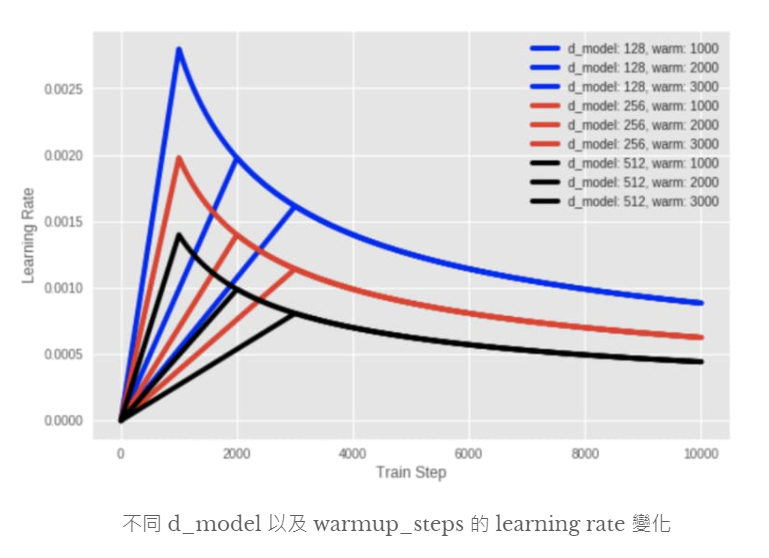 d_model: 128, warm: 1000
d_model: 128, warm: 2000
d_model: 128, warm: 3000
d_model: 256, warm: 1000
d_model: 256, warm: 2000
d_model: 256, warm: 3000
d_model: 512, warm: 1000
d_model: 512, warm: 2000
d_model: 512, warm: 3000
0.0025
0.0020
0.0015
0.0010
0.0005
0.0000
Learning Rate
0 2000 4000 6000 8000 10000
Train Step
不同 d_model 以及 warmup_steps 的 learning rate 變化